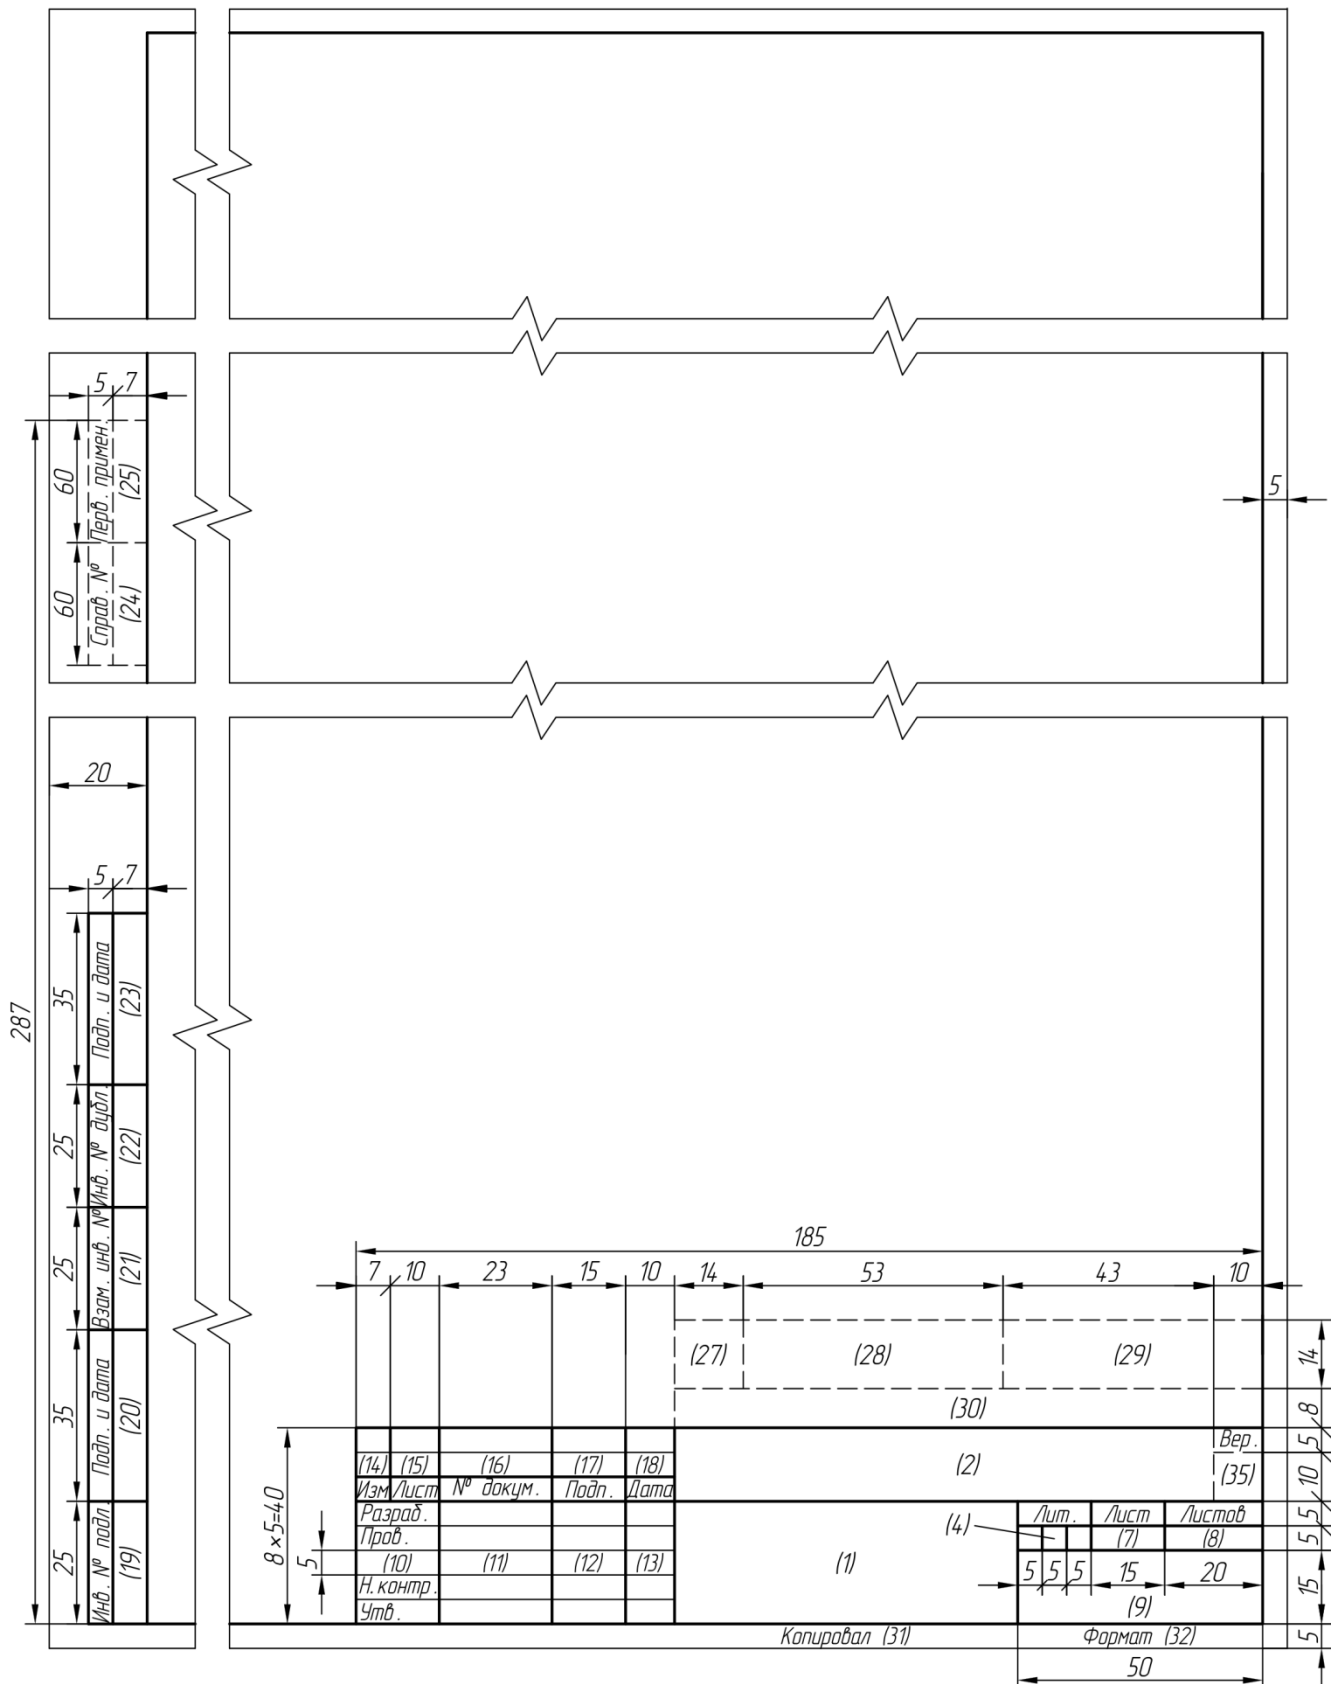 5 7
60 Перв. примен. (25)
5
60 Справ. № (24)
20
5 7
287
35 Подп. и дата (23)
25 Инв. № дубл. (22)
25 Взам. инв. № (21)
35 Подп. и дата (20)
25 Инв. № подл. (19)
185
7 10 23 15 10 14 53 43 10
(27) (28) (29) 14
(30) 8
8×5=40
(2) Вер. 5
(14) (15) (16) (17) (18) (35) 10
Изм Лист № докум. Подп. Дата
Разраб. Лит. Лист Листов 5
Пров. (4) (7) (8) 5
5 (10) (11) (12) (13) (1) 5 5 5 15 20 15
Н. контр.
Утв. (9)
Копировал (31) Формат (32) 5
50